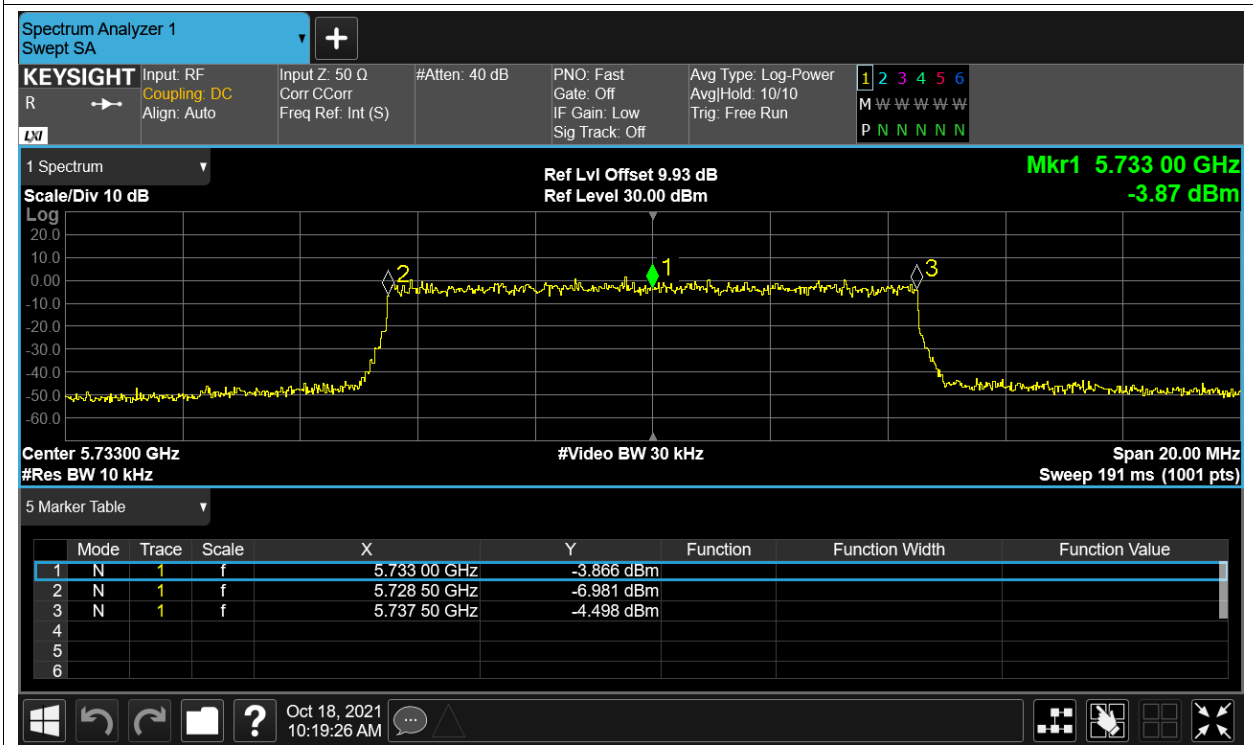 Spectrum Analyzer 1
Swept SA
KEYSIGHT Input: RF Input Z: 50 Ω #Atten: 40 dB PNO: Fast Avg Type: Log-Power 1 2 3 4 5 6
R Coupling: DC Corr CCorr Gate: Off Avg|Hold: 10/10 M W W W W W
Align: Auto Freq Ref: Int (S) IF Gain: Low Trig: Free Run
LXI Sig Track: Off P N N N N N
1 Spectrum Ref Lvl Offset 9.93 dB Mkr1 5.733 00 GHz
Scale/Div 10 dB Ref Level 30.00 dBm -3.87 dBm
Log
20.0
10.0
2 1 3
0.00
-10.0
-20.0
-30.0
-40.0
-50.0
-60.0
Center 5.73300 GHz #Video BW 30 kHz Span 20.00 MHz
#Res BW 10 kHz Sweep 191 ms (1001 pts)
5 Marker Table
Mode Trace Scale X Y Function Function Width Function Value
1 N 1 f 5.733 00 GHz -3.866 dBm
2 N 1 f 5.728 50 GHz -6.981 dBm
3 N 1 f 5.737 50 GHz -4.498 dBm
4
5
6
? Oct 18, 2021
10:19:26 AM